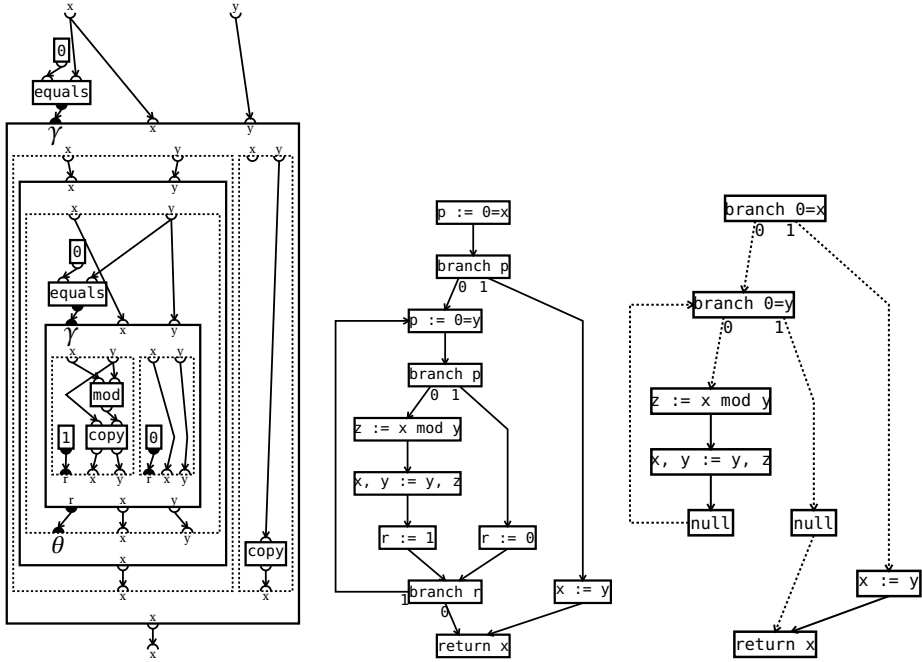 x y
0
equals
γ x y
x y x y
x y
x y
0
equals
γ x y
x y x y
mod
1 copy 0
r x y r x y
r x y
θ x y
copy
x
x x
x
x
p := 0=x
branch p
0 1
p := 0=y
branch p
0 1
z := x mod y
x, y := y, z
r := 1 r := 0
branch r x := y
1 0
return x
branch 0=x
0 1
branch 0=y
0 1
z := x mod y
x, y := y, z
null null
x := y
return x